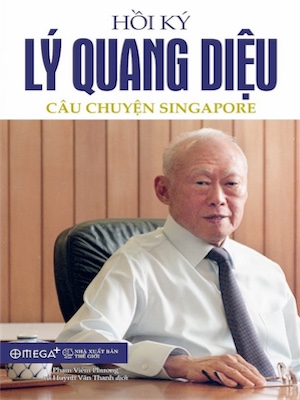 HỒI KÝ
LÝ QUANG DIỆU
CÂU CHUYỆN SINGAPORE
OMEGA+
NHÀ XUẤT BẢN
THẾ GIỚI
Phạm Viêm Phương
Huỳnh Văn Thanh dịch